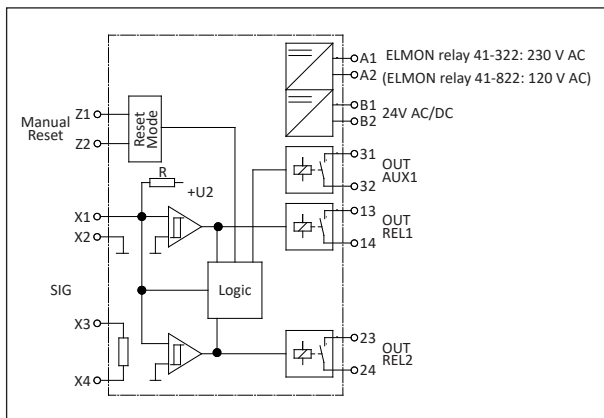 A1 ELMON relay 41-322: 230 V AC
A2 (ELMON relay 41-822: 120 V AC)
B1
B2
24V AC/DC
Manual
Reset
Z1
Z2
Reset
Mode
31
32
OUT
AUX1
R
+U2
X1
X2
13
14
OUT
REL1
SIG
Logic
X3
X4
23
24
OUT
REL2